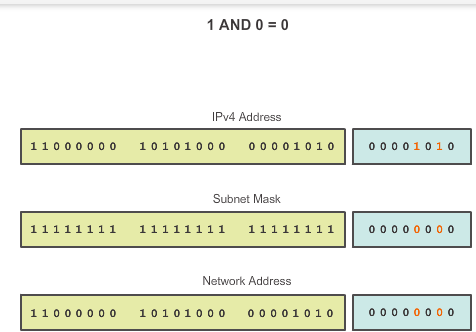 1 AND 0 = 0
IPv4 Address
11000000 10101000 00001010 00001010
Subnet Mask
11111111 11111111 11111111 00000000
Network Address
11000000 10101000 00001010 00000000